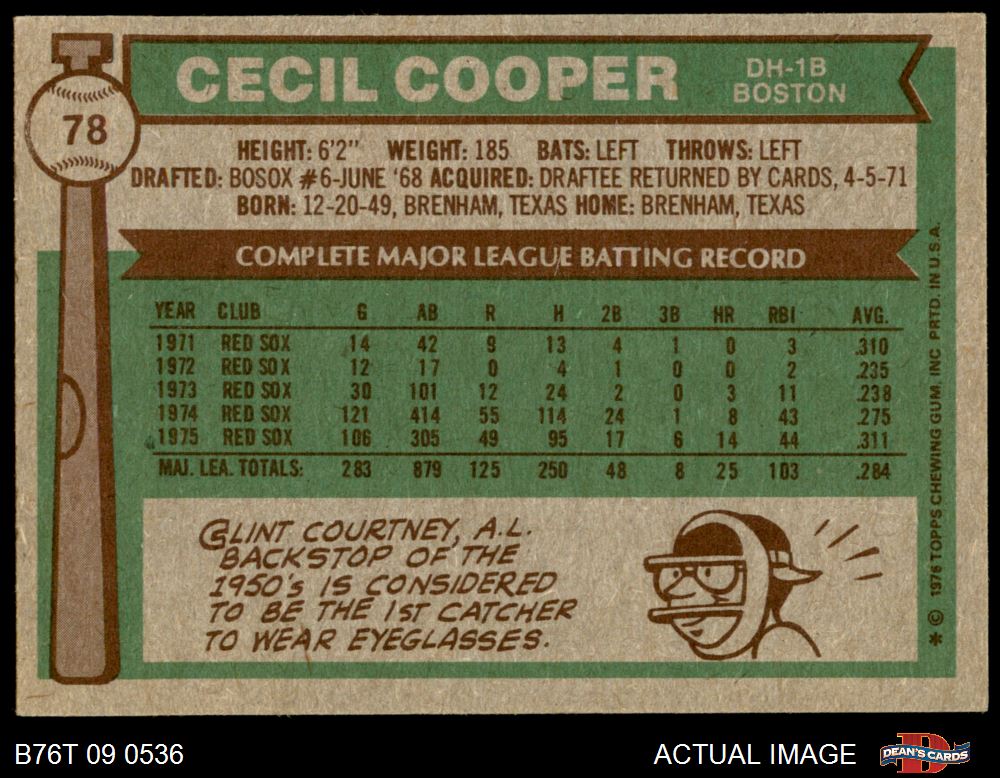 78
CECIL COOPER
DH-1B
BOSTON
HEIGHT: 6'2" WEIGHT: 185 BATS: LEFT THROWS: LEFT
DRAFTED: BOSOX #6-JUNE '68 ACQUIRED: DRAFTEE RETURNED BY CARDS, 4-5-71
BORN: 12-20-49, BRENHAM, TEXAS HOME: BRENHAM, TEXAS
COMPLETE MAJOR LEAGUE BATTING RECORD
YEAR CLUB G AB R H 2B 3B HR RBI AVG.
1971 RED SOX 14 42 9 13 4 1 0 3 .310
1972 RED SOX 12 17 0 4 1 0 0 2 .235
1973 RED SOX 30 101 12 24 2 0 3 11 .238
1974 RED SOX 121 414 55 114 24 1 8 43 .275
1975 RED SOX 106 305 49 95 17 6 14 44 .311
MAJ. LEA. TOTALS: 283 879 125 250 48 8 25 103 .284
CLINT COURTNEY, A.L.
BACKSTOP OF THE
1950's IS CONSIDERED
TO BE THE 1ST CATCHER
TO WEAR EYEGLASSES.
* © 1976 TOPPS CHEWING GUM, INC PRTD. IN U.S.A.
B76T 09 0536
ACTUAL IMAGE
DEAN'S CARDS